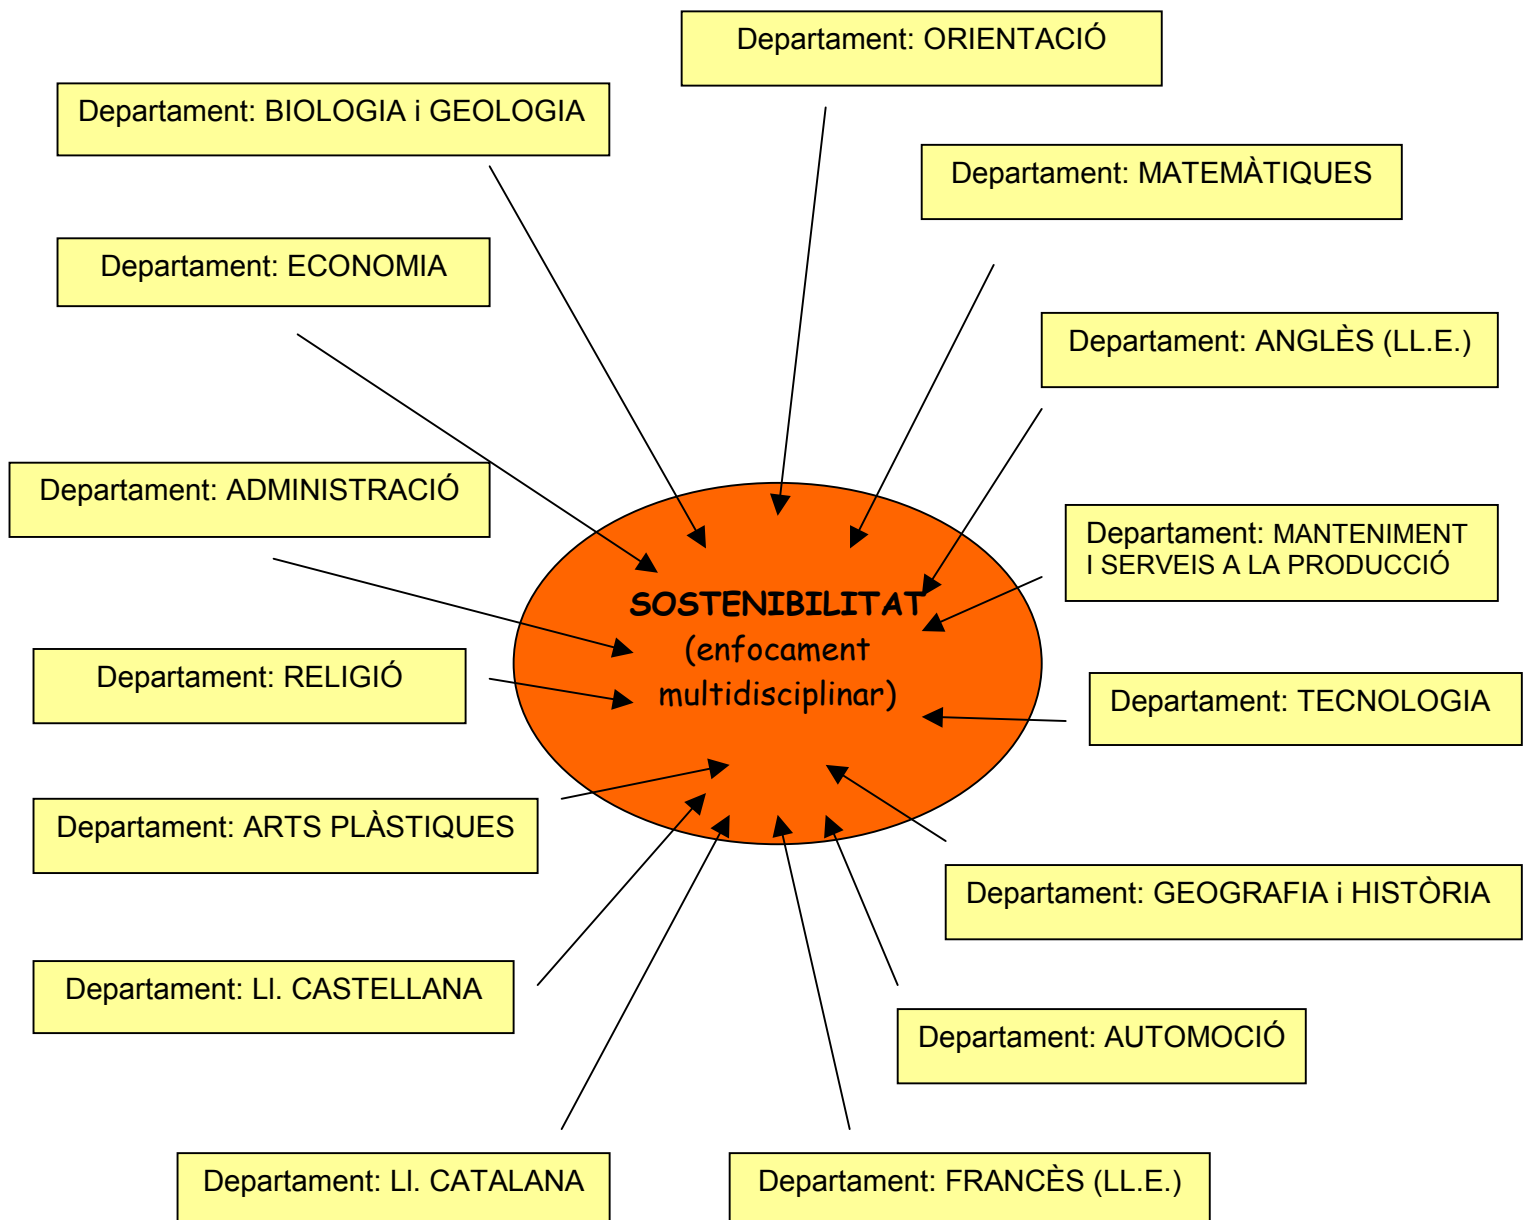 Departament: ORIENTACIÓ
Departament: BIOLOGIA i GEOLOGIA
Departament: MATEMÀTIQUES
Departament: ECONOMIA
Departament: ANGLÈS (LL.E.)
Departament: ADMINISTRACIÓ
Departament: MANTENIMENT
I SERVEIS A LA PRODUCCIÓ
SOSTENIBILITAT
(enfocament
multidisciplinar)
Departament: RELIGIÓ
Departament: TECNOLOGIA
Departament: ARTS PLÀSTIQUES
Departament: GEOGRAFIA i HISTÒRIA
Departament: Ll. CASTELLANA
Departament: AUTOMOCIÓ
Departament: Ll. CATALANA
Departament: FRANCÈS (LL.E.)